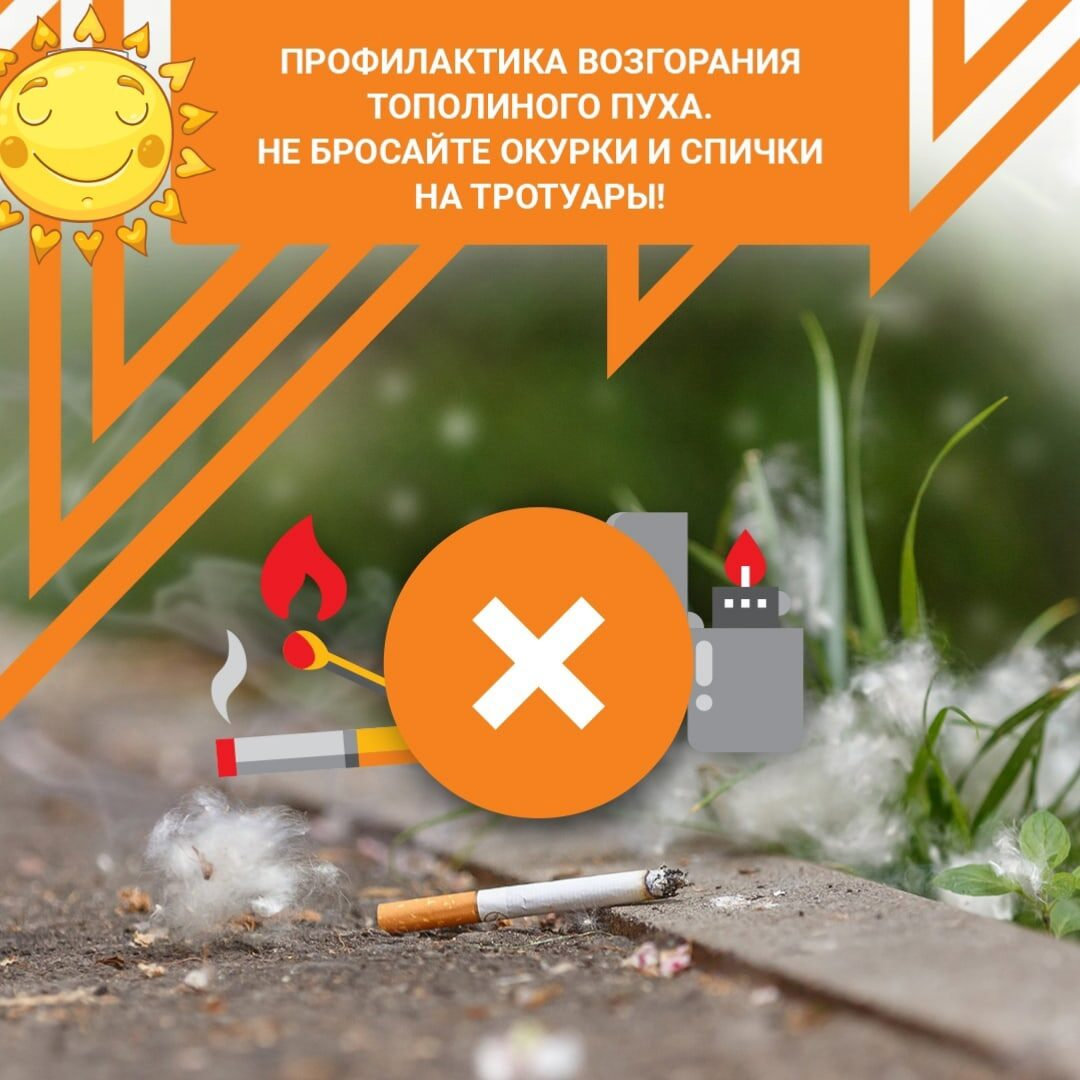 ПРОФИЛАКТИКА ВОЗГОРАНИЯ
ТОПОЛИНОГО ПУХА.
НЕ БРОСАЙТЕ ОКУРКИ И СПИЧКИ
НА ТРОТУАРЫ!